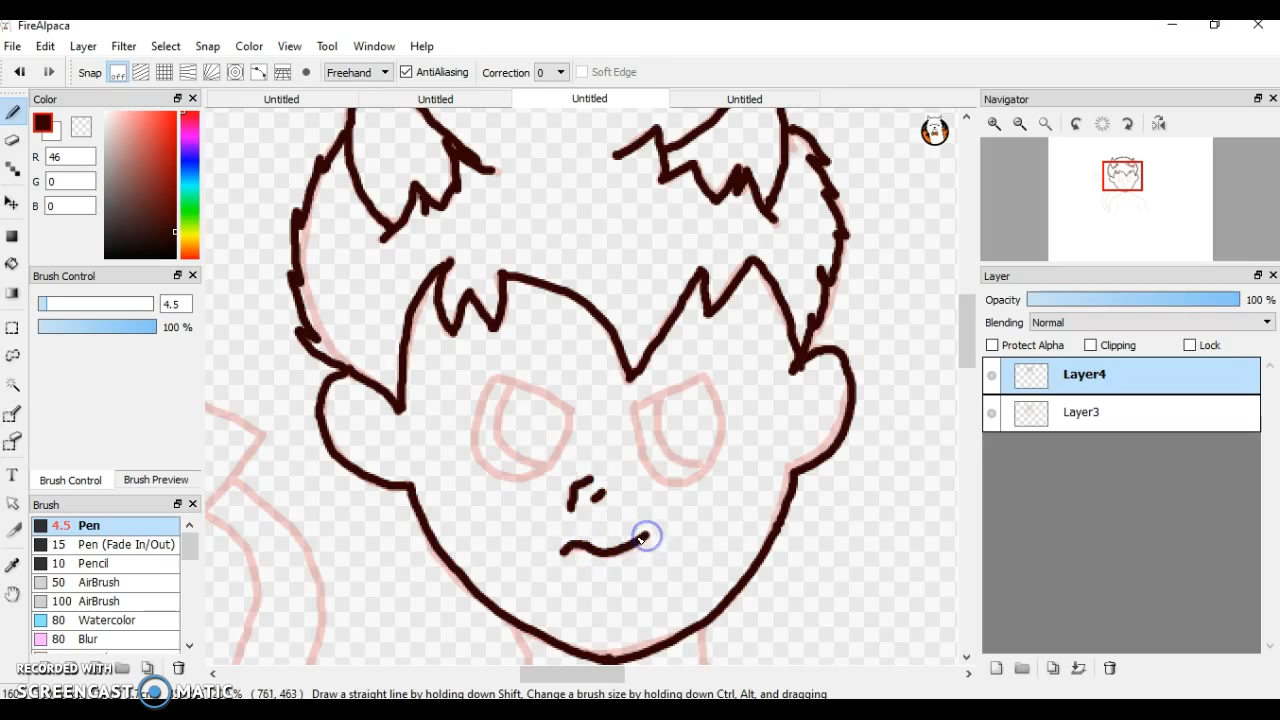 FireAlpaca
File Edit Layer Filter Select Snap Color View Tool Window Help
Snap off Freehand AntiAliasing Correction 0 Soft Edge
Color
Untitled Untitled Untitled Untitled
Navigator
R 46
G 0
B 0
Brush Control
4.5
100 %
Layer
Opacity 100 %
Blending Normal
Protect Alpha Clipping Lock
Layer4
Layer3
Brush Control Brush Preview
Brush
4.5 Pen
15 Pen (Fade In/Out)
10 Pencil
50 AirBrush
100 AirBrush
80 Watercolor
80 Blur
RECORDED WITH
SCREENCAST MATIC
% ( 761, 463 ) Draw a straight line by holding down Shift, Change a brush size by holding down Ctrl, Alt, and dragging